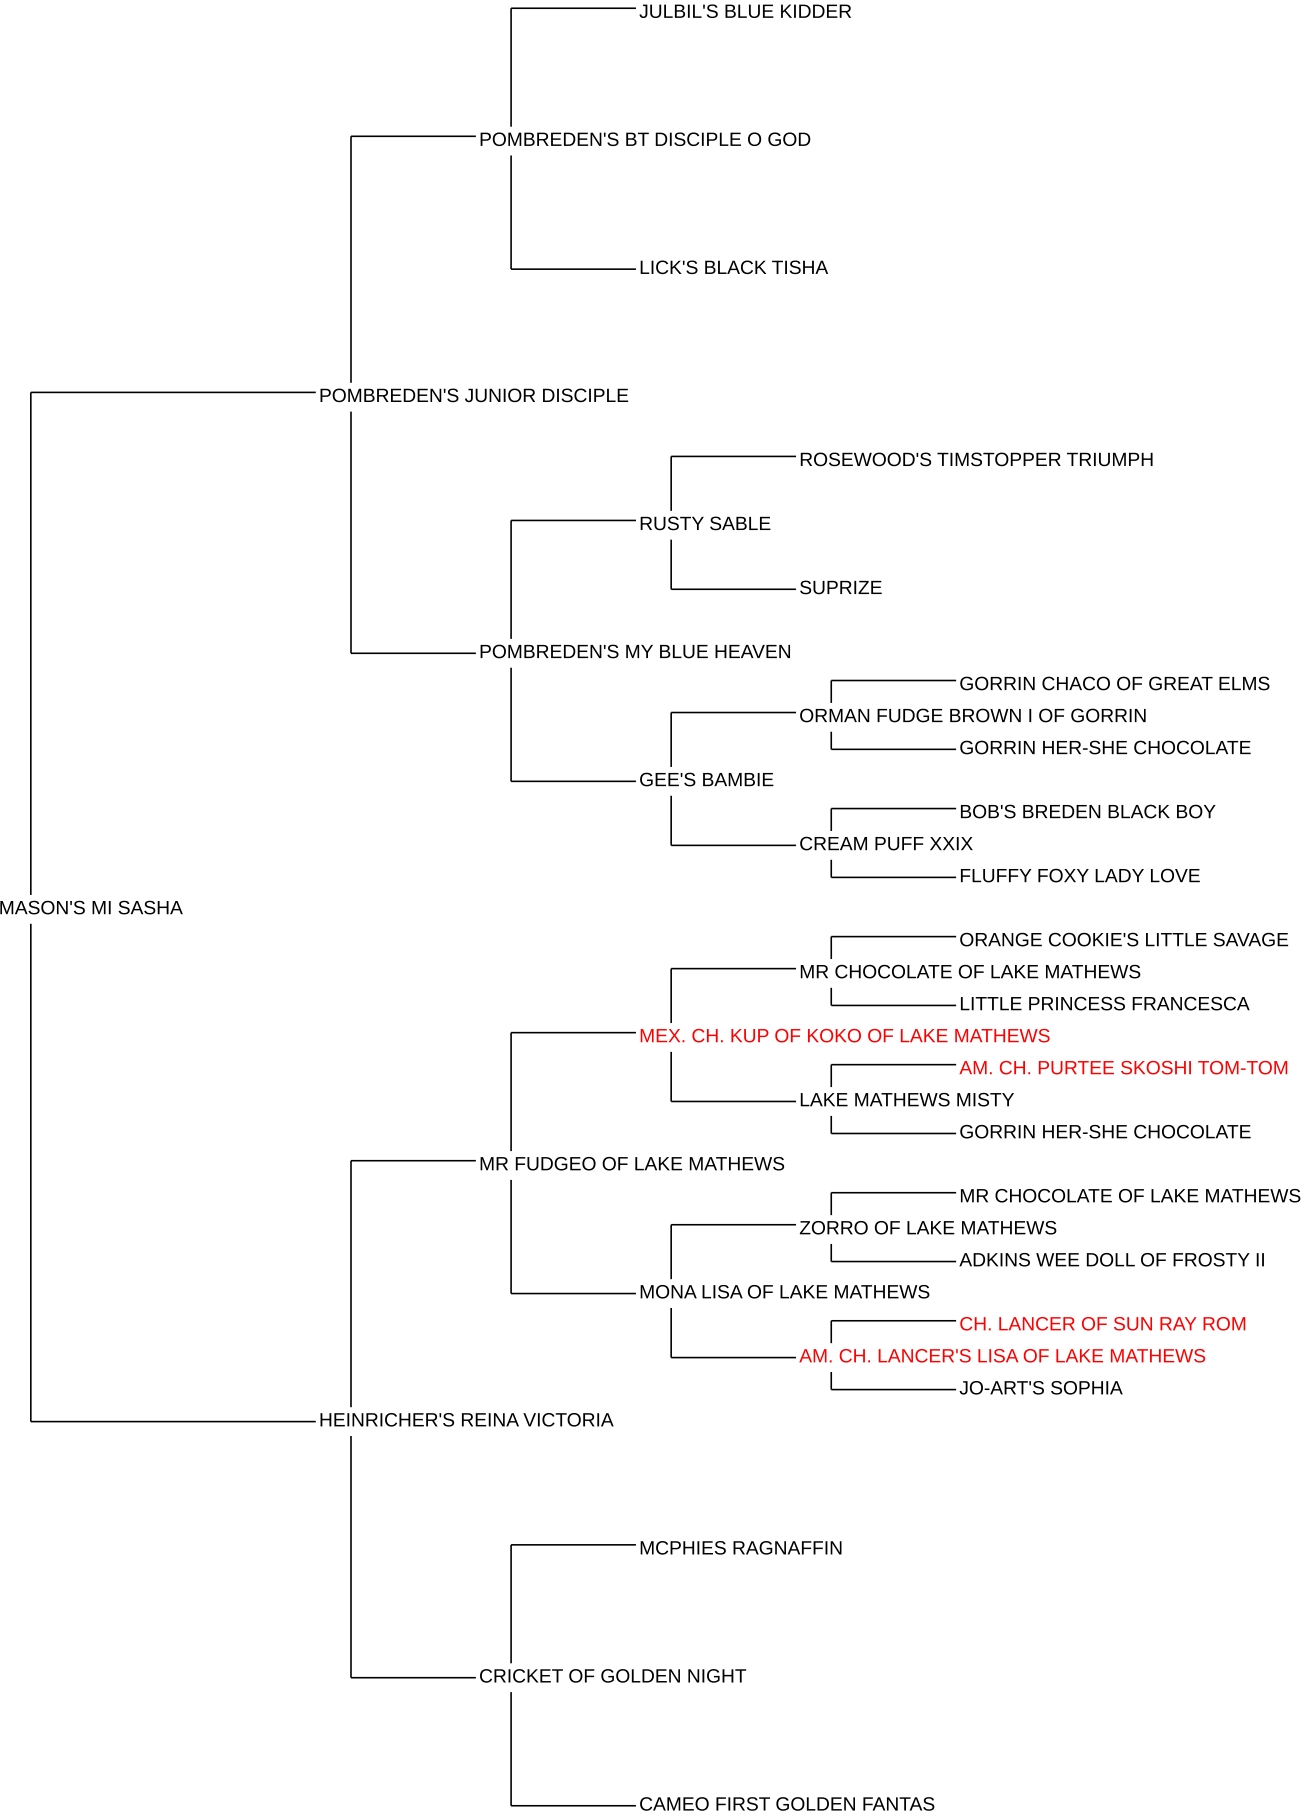 JULBIL'S BLUE KIDDER
POMBREDEN'S BT DISCIPLE O GOD
LICK'S BLACK TISHA
POMBREDEN'S JUNIOR DISCIPLE
ROSEWOOD'S TIMSTOPPER TRIUMPH
RUSTY SABLE
SUPRIZE
POMBREDEN'S MY BLUE HEAVEN
GORRIN CHACO OF GREAT ELMS
ORMAN FUDGE BROWN I OF GORRIN
GORRIN HER-SHE CHOCOLATE
GEE'S BAMBIE
BOB'S BREDEN BLACK BOY
CREAM PUFF XXIX
FLUFFY FOXY LADY LOVE
MASON'S MI SASHA
ORANGE COOKIE'S LITTLE SAVAGE
MR CHOCOLATE OF LAKE MATHEWS
LITTLE PRINCESS FRANCESCA
MEX. CH. KUP OF KOKO OF LAKE MATHEWS
AM. CH. PURTEE SKOSHI TOM-TOM
LAKE MATHEWS MISTY
GORRIN HER-SHE CHOCOLATE
MR FUDGEO OF LAKE MATHEWS
MR CHOCOLATE OF LAKE MATHEWS
ZORRO OF LAKE MATHEWS
ADKINS WEE DOLL OF FROSTY II
MONA LISA OF LAKE MATHEWS
CH. LANCER OF SUN RAY ROM
AM. CH. LANCER'S LISA OF LAKE MATHEWS
JO-ART'S SOPHIA
HEINRICHER'S REINA VICTORIA
MCPHIES RAGNAFFIN
CRICKET OF GOLDEN NIGHT
CAMEO FIRST GOLDEN FANTAS